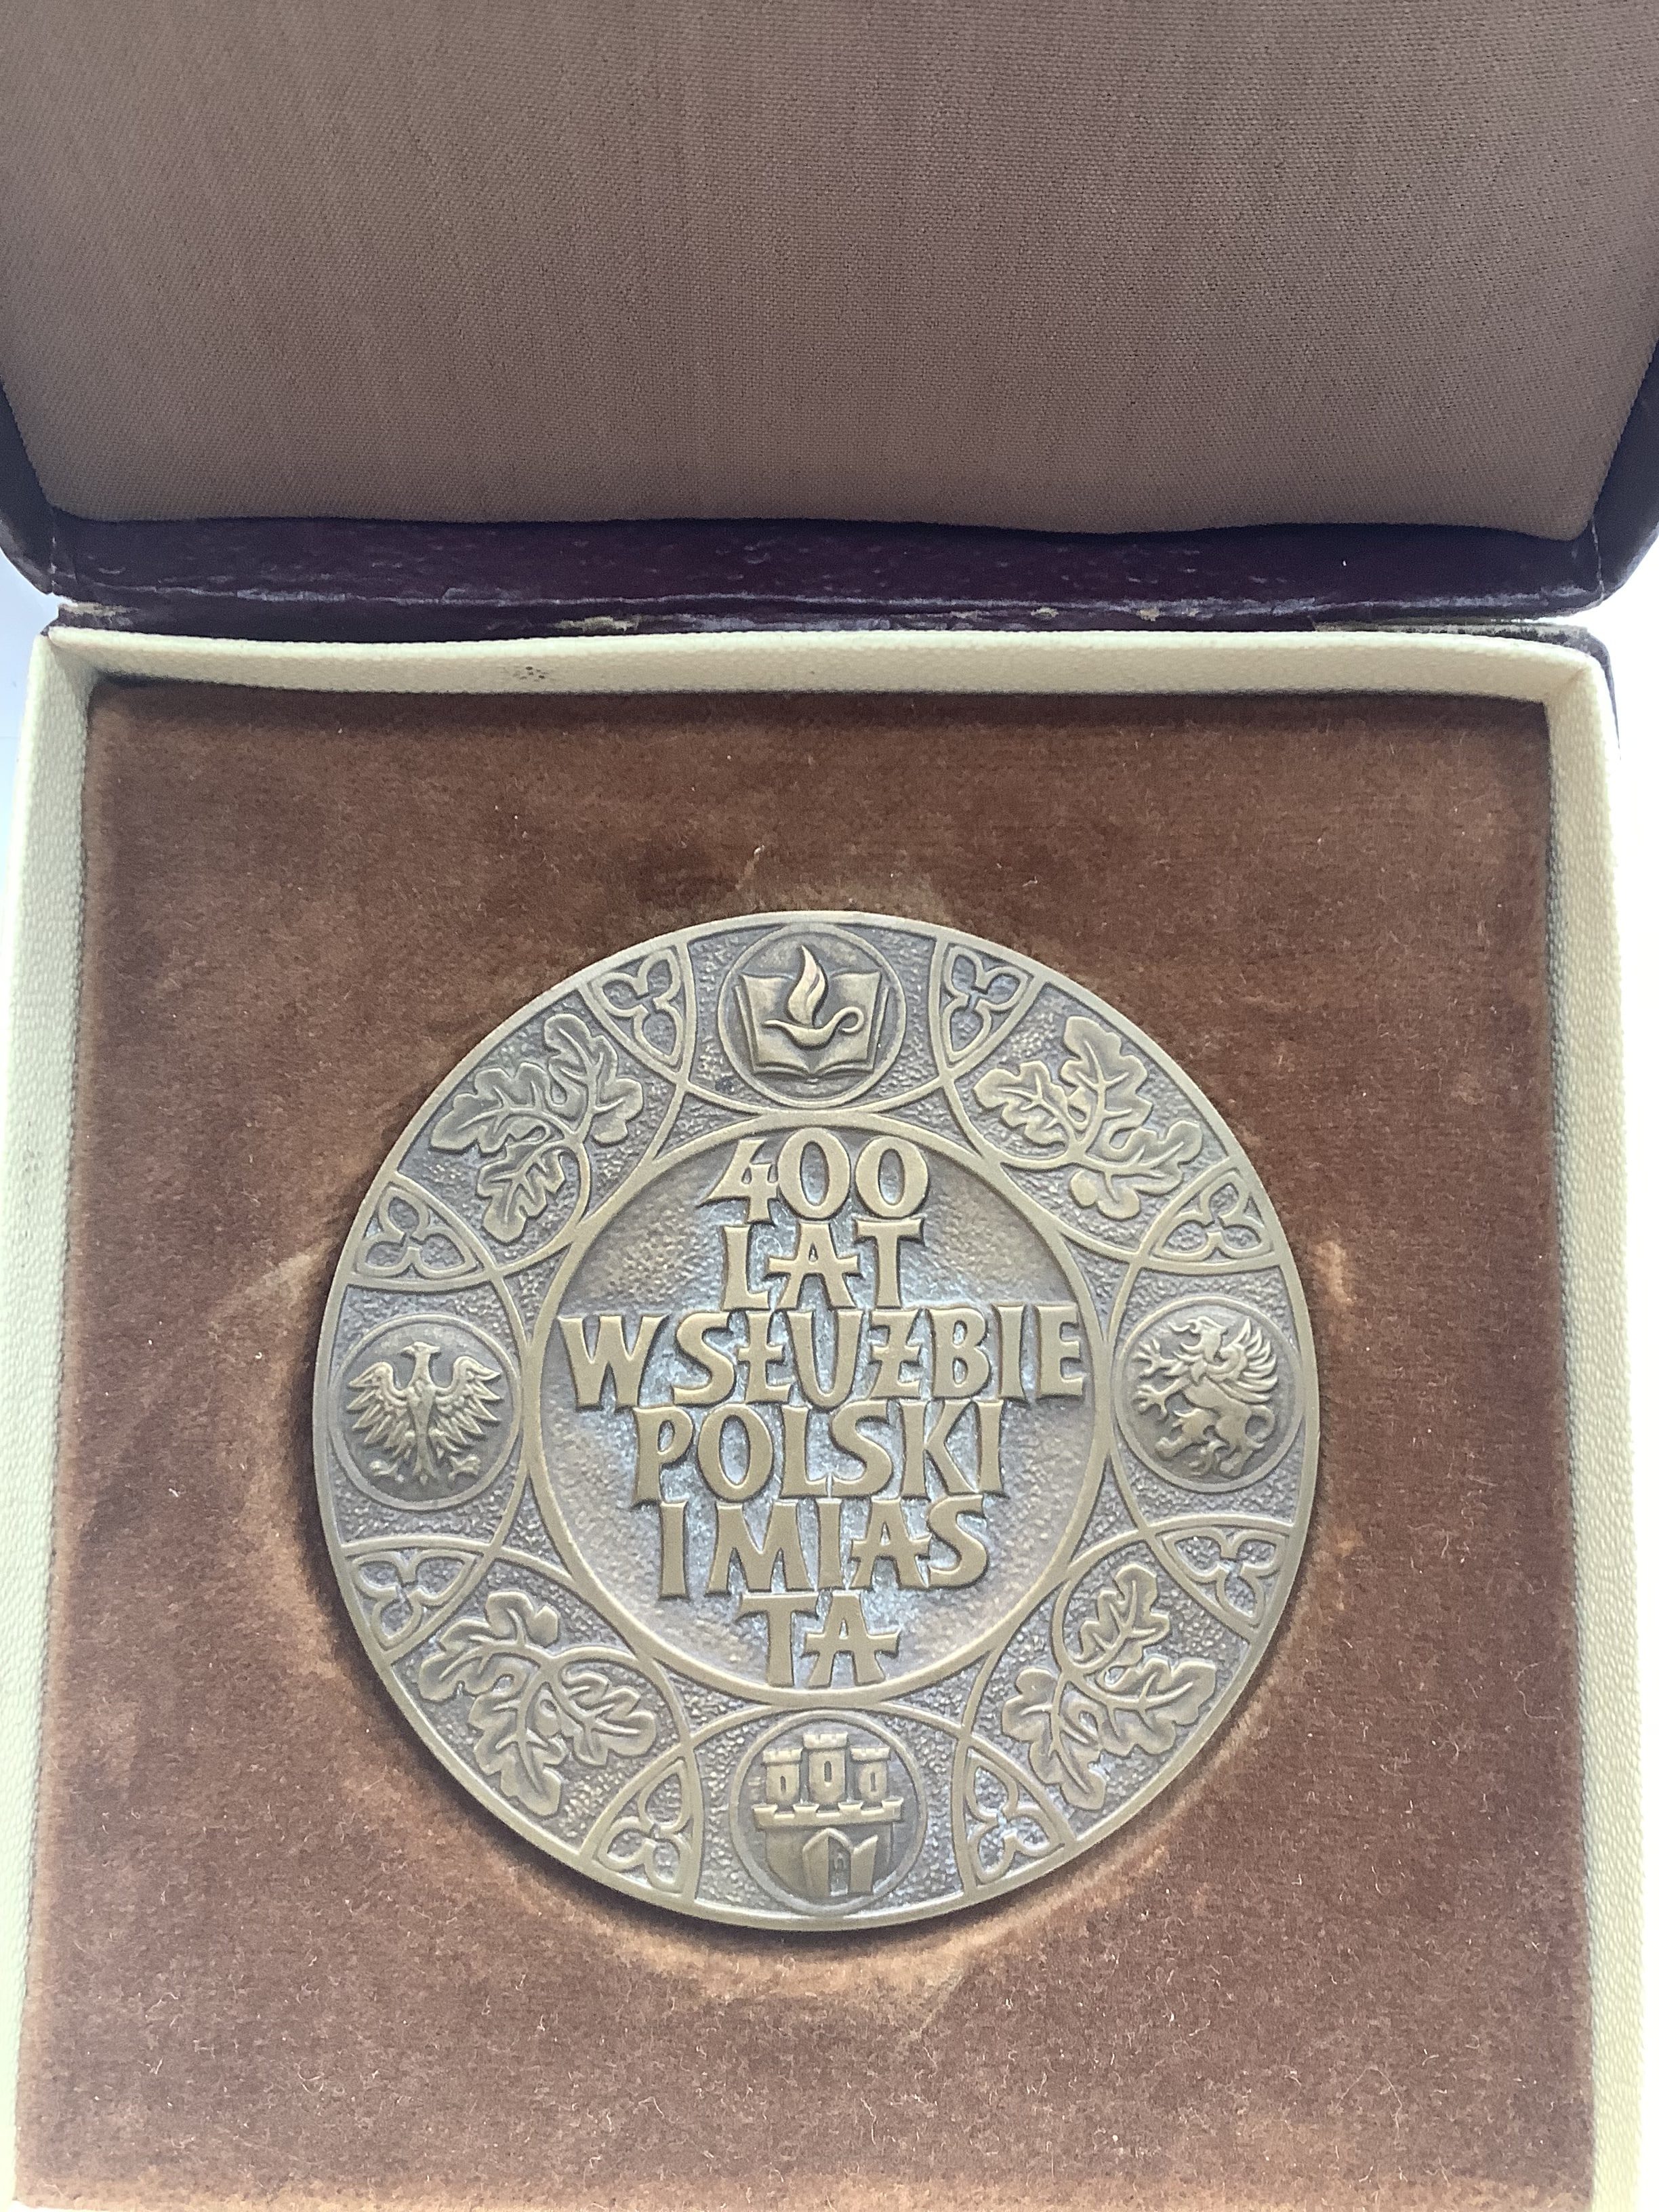 400
LAT
W SŁUŻBIE
POLSKI
I MIAS
TA